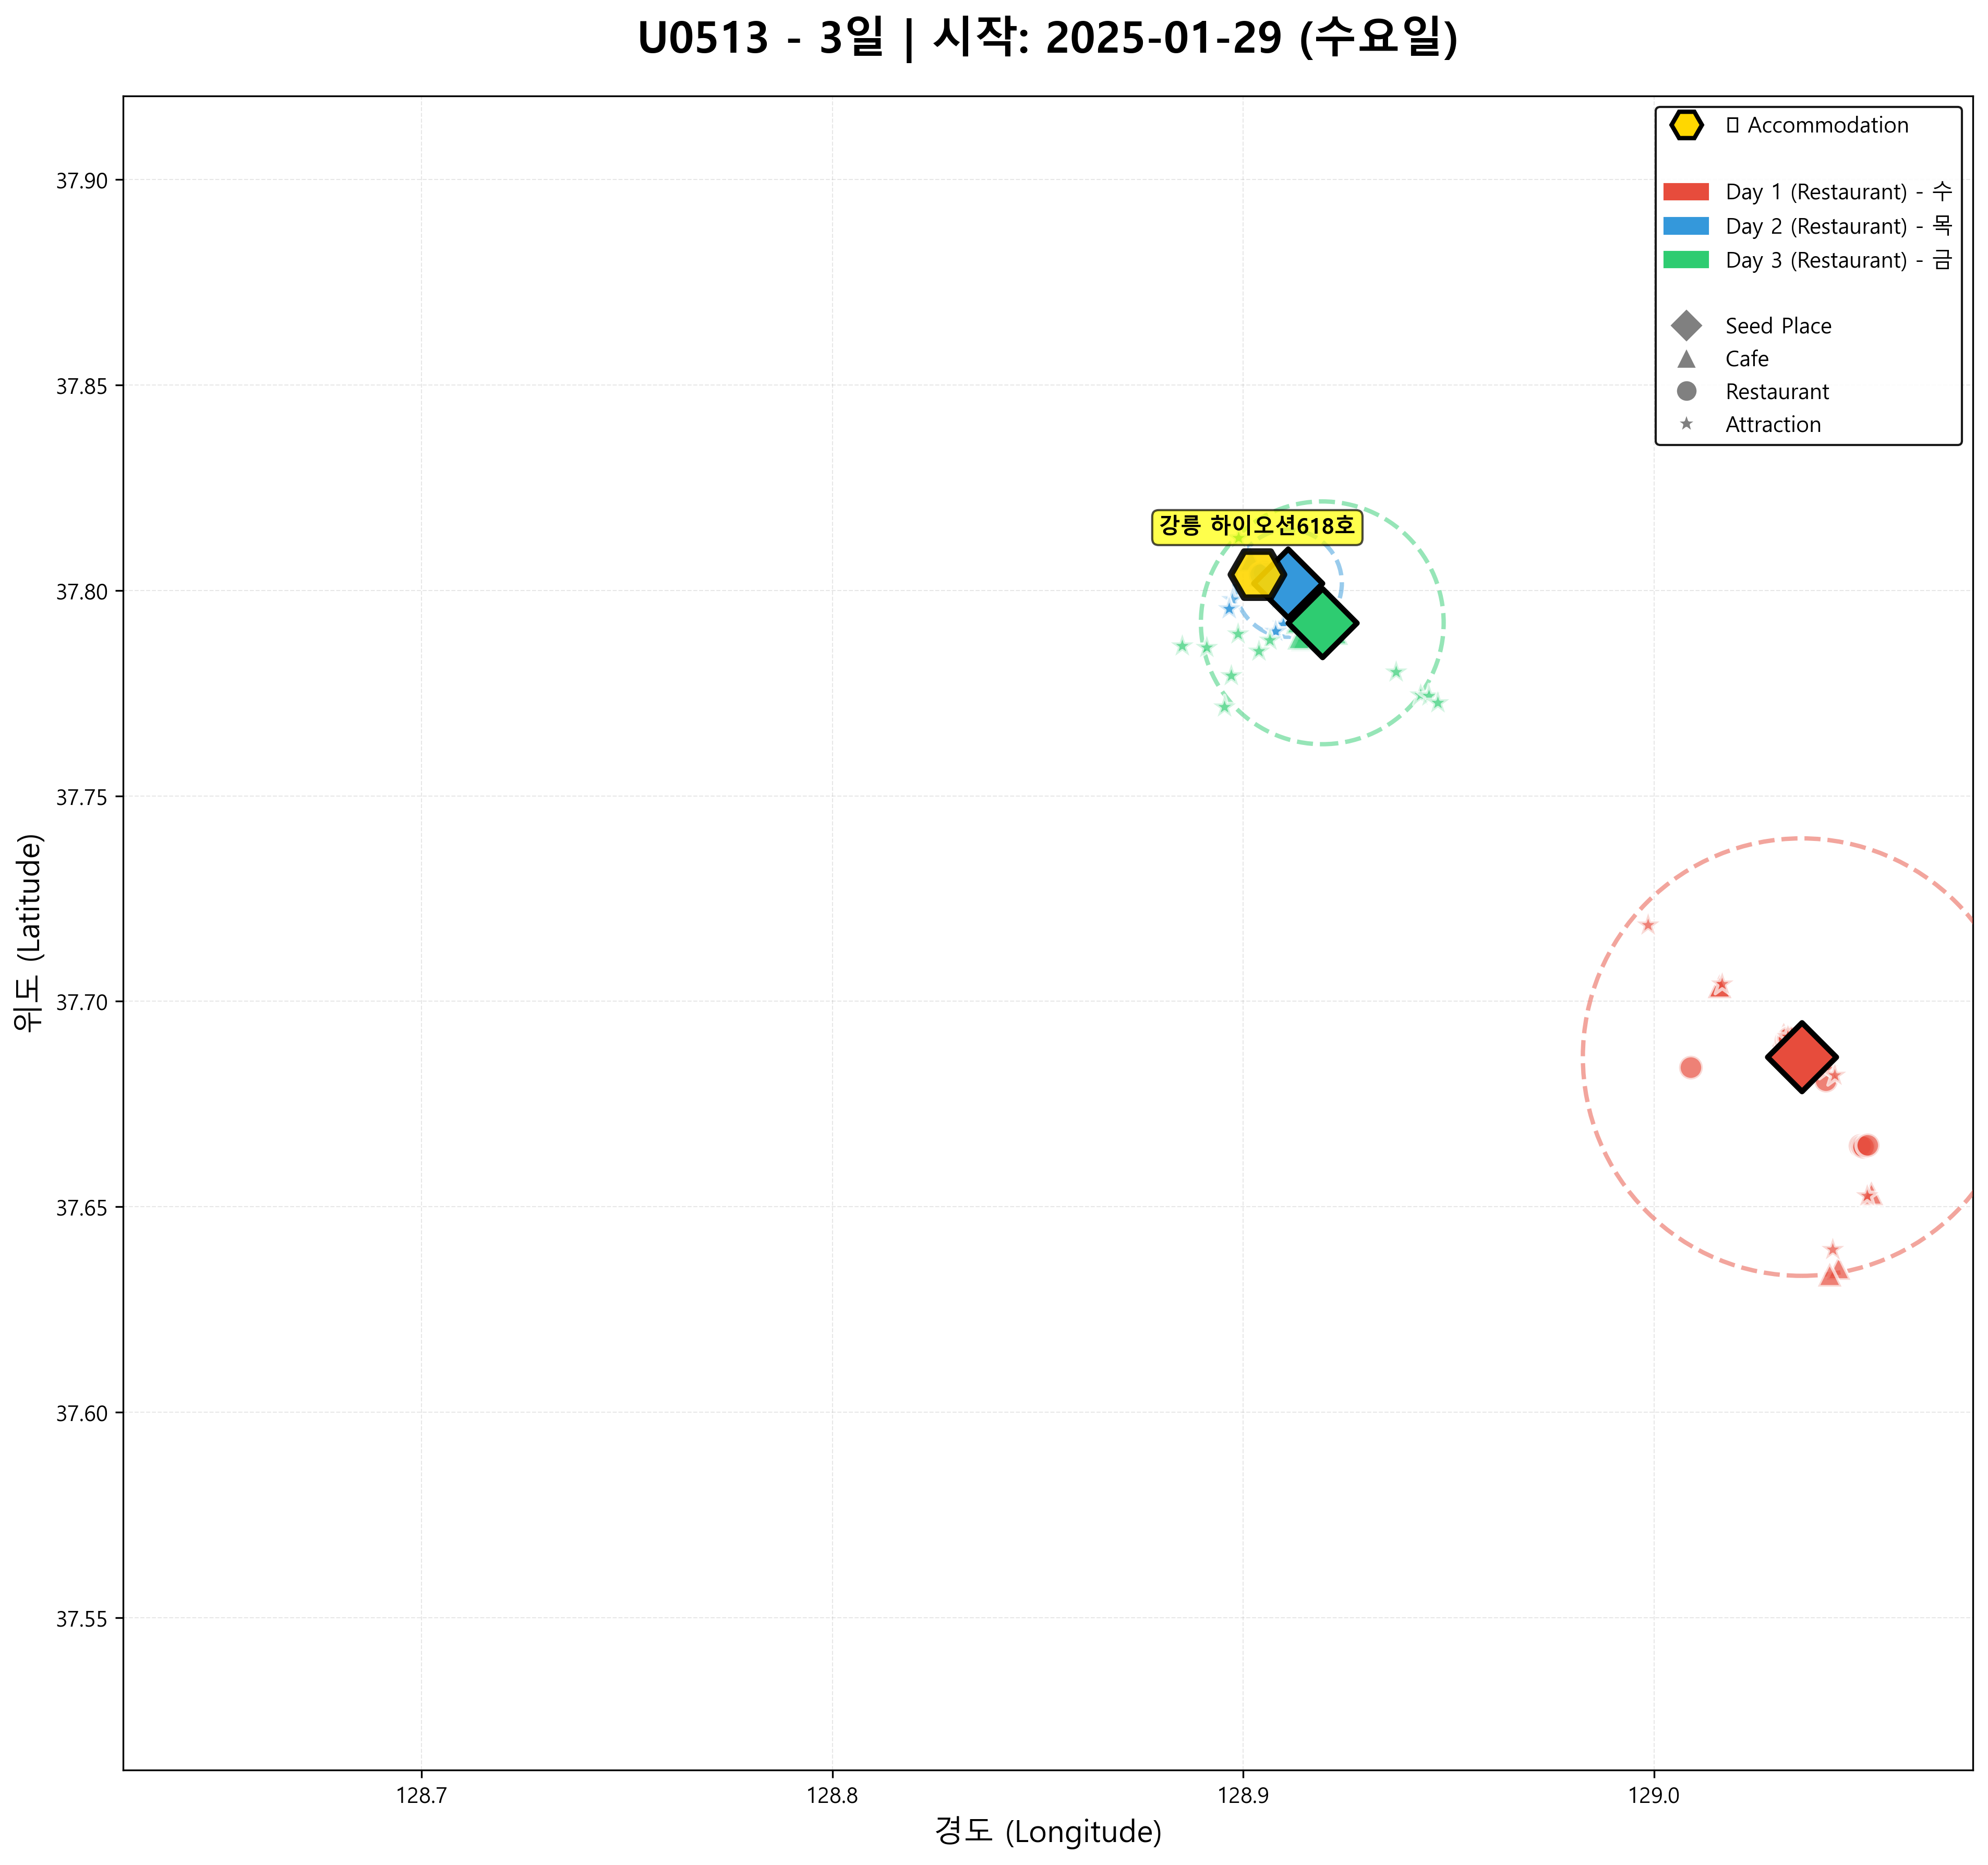 U0513 - 3일 | 시작: 2025-01-29 (수요일)
Accommodation
Day 1 (Restaurant) - 수
Day 2 (Restaurant) - 목
Day 3 (Restaurant) - 금
Seed Place
Cafe
Restaurant
Attraction
강릉 하이오션618호
위도 (Latitude)
37.90
37.85
37.80
37.75
37.70
37.65
37.60
37.55
128.7
128.8
128.9
129.0
경도 (Longitude)